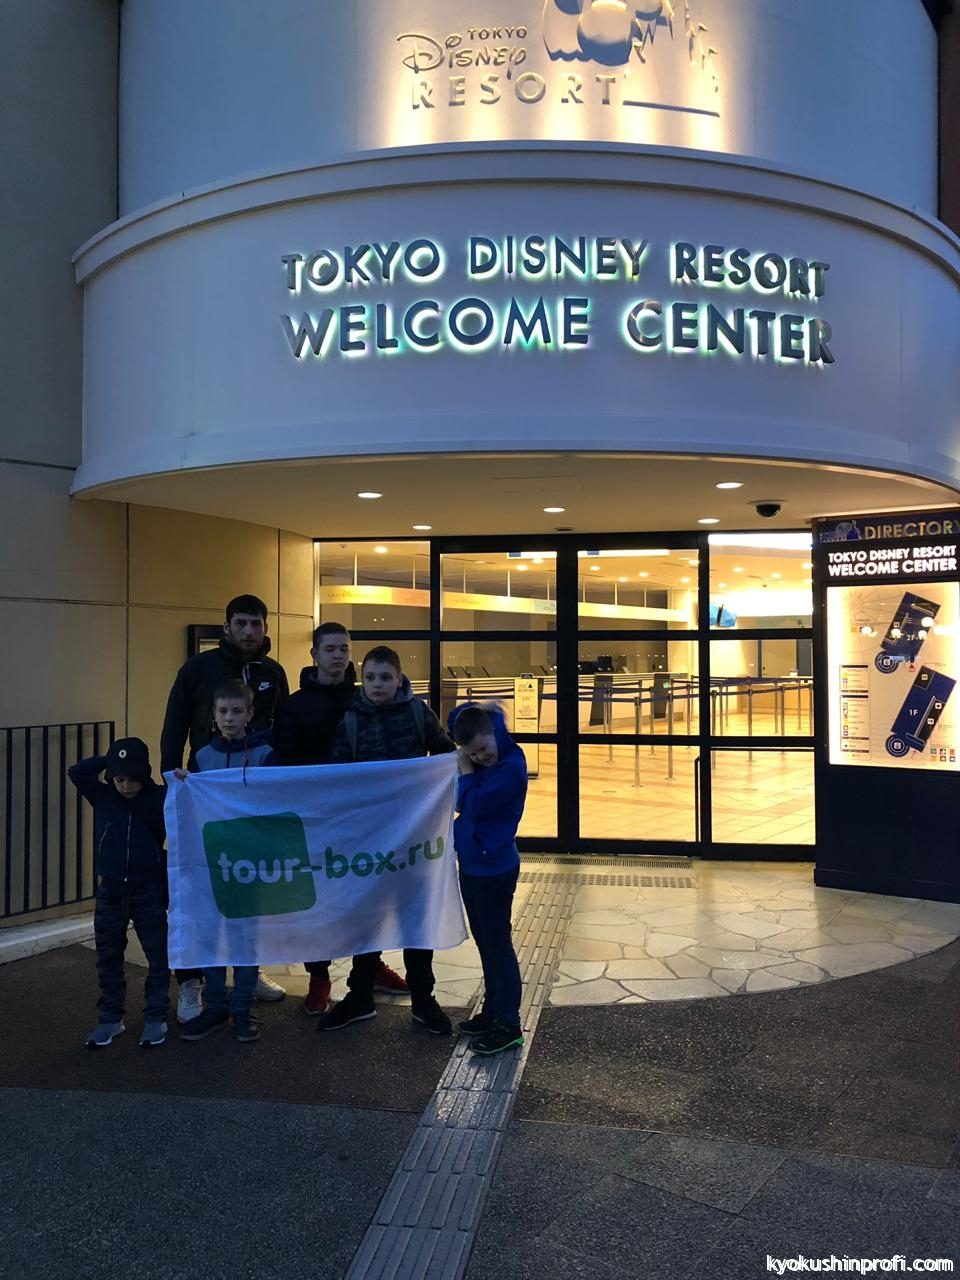 TOKYO
Disney
RESORT
TOKYO DISNEY RESORT
WELCOME CENTER
DIRECTORY
TOKYO DISNEY RESORT
WELCOME CENTER
2F
1F
tour-box.ru
kyokushinprofi.com